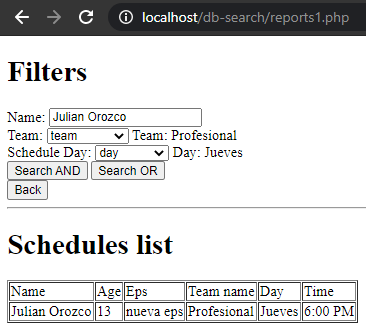 localhost/db-search/reports1.php
Filters
Name: Julian Orozco
Team: team Team: Profesional
Schedule Day: day Day: Jueves
Search AND Search OR
Back
Schedules list
Name Age Eps Team name Day Time
Julian Orozco 13 nueva eps Profesional Jueves 6:00 PM